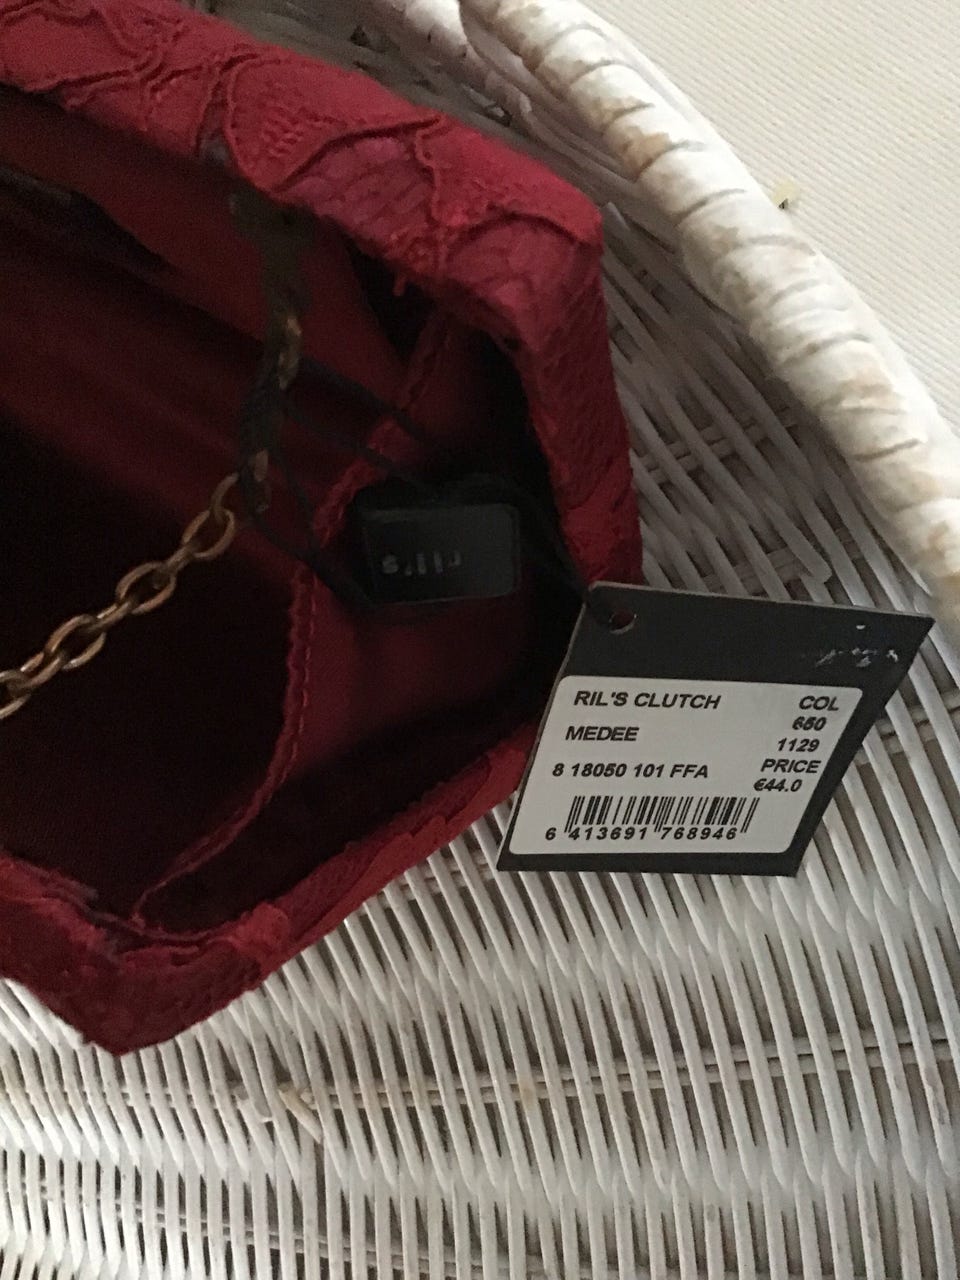 ril's
RIL'S CLUTCH COL
MEDEE 650
1129
8 18050 101 FFA PRICE
€44.0
6 413691 768946